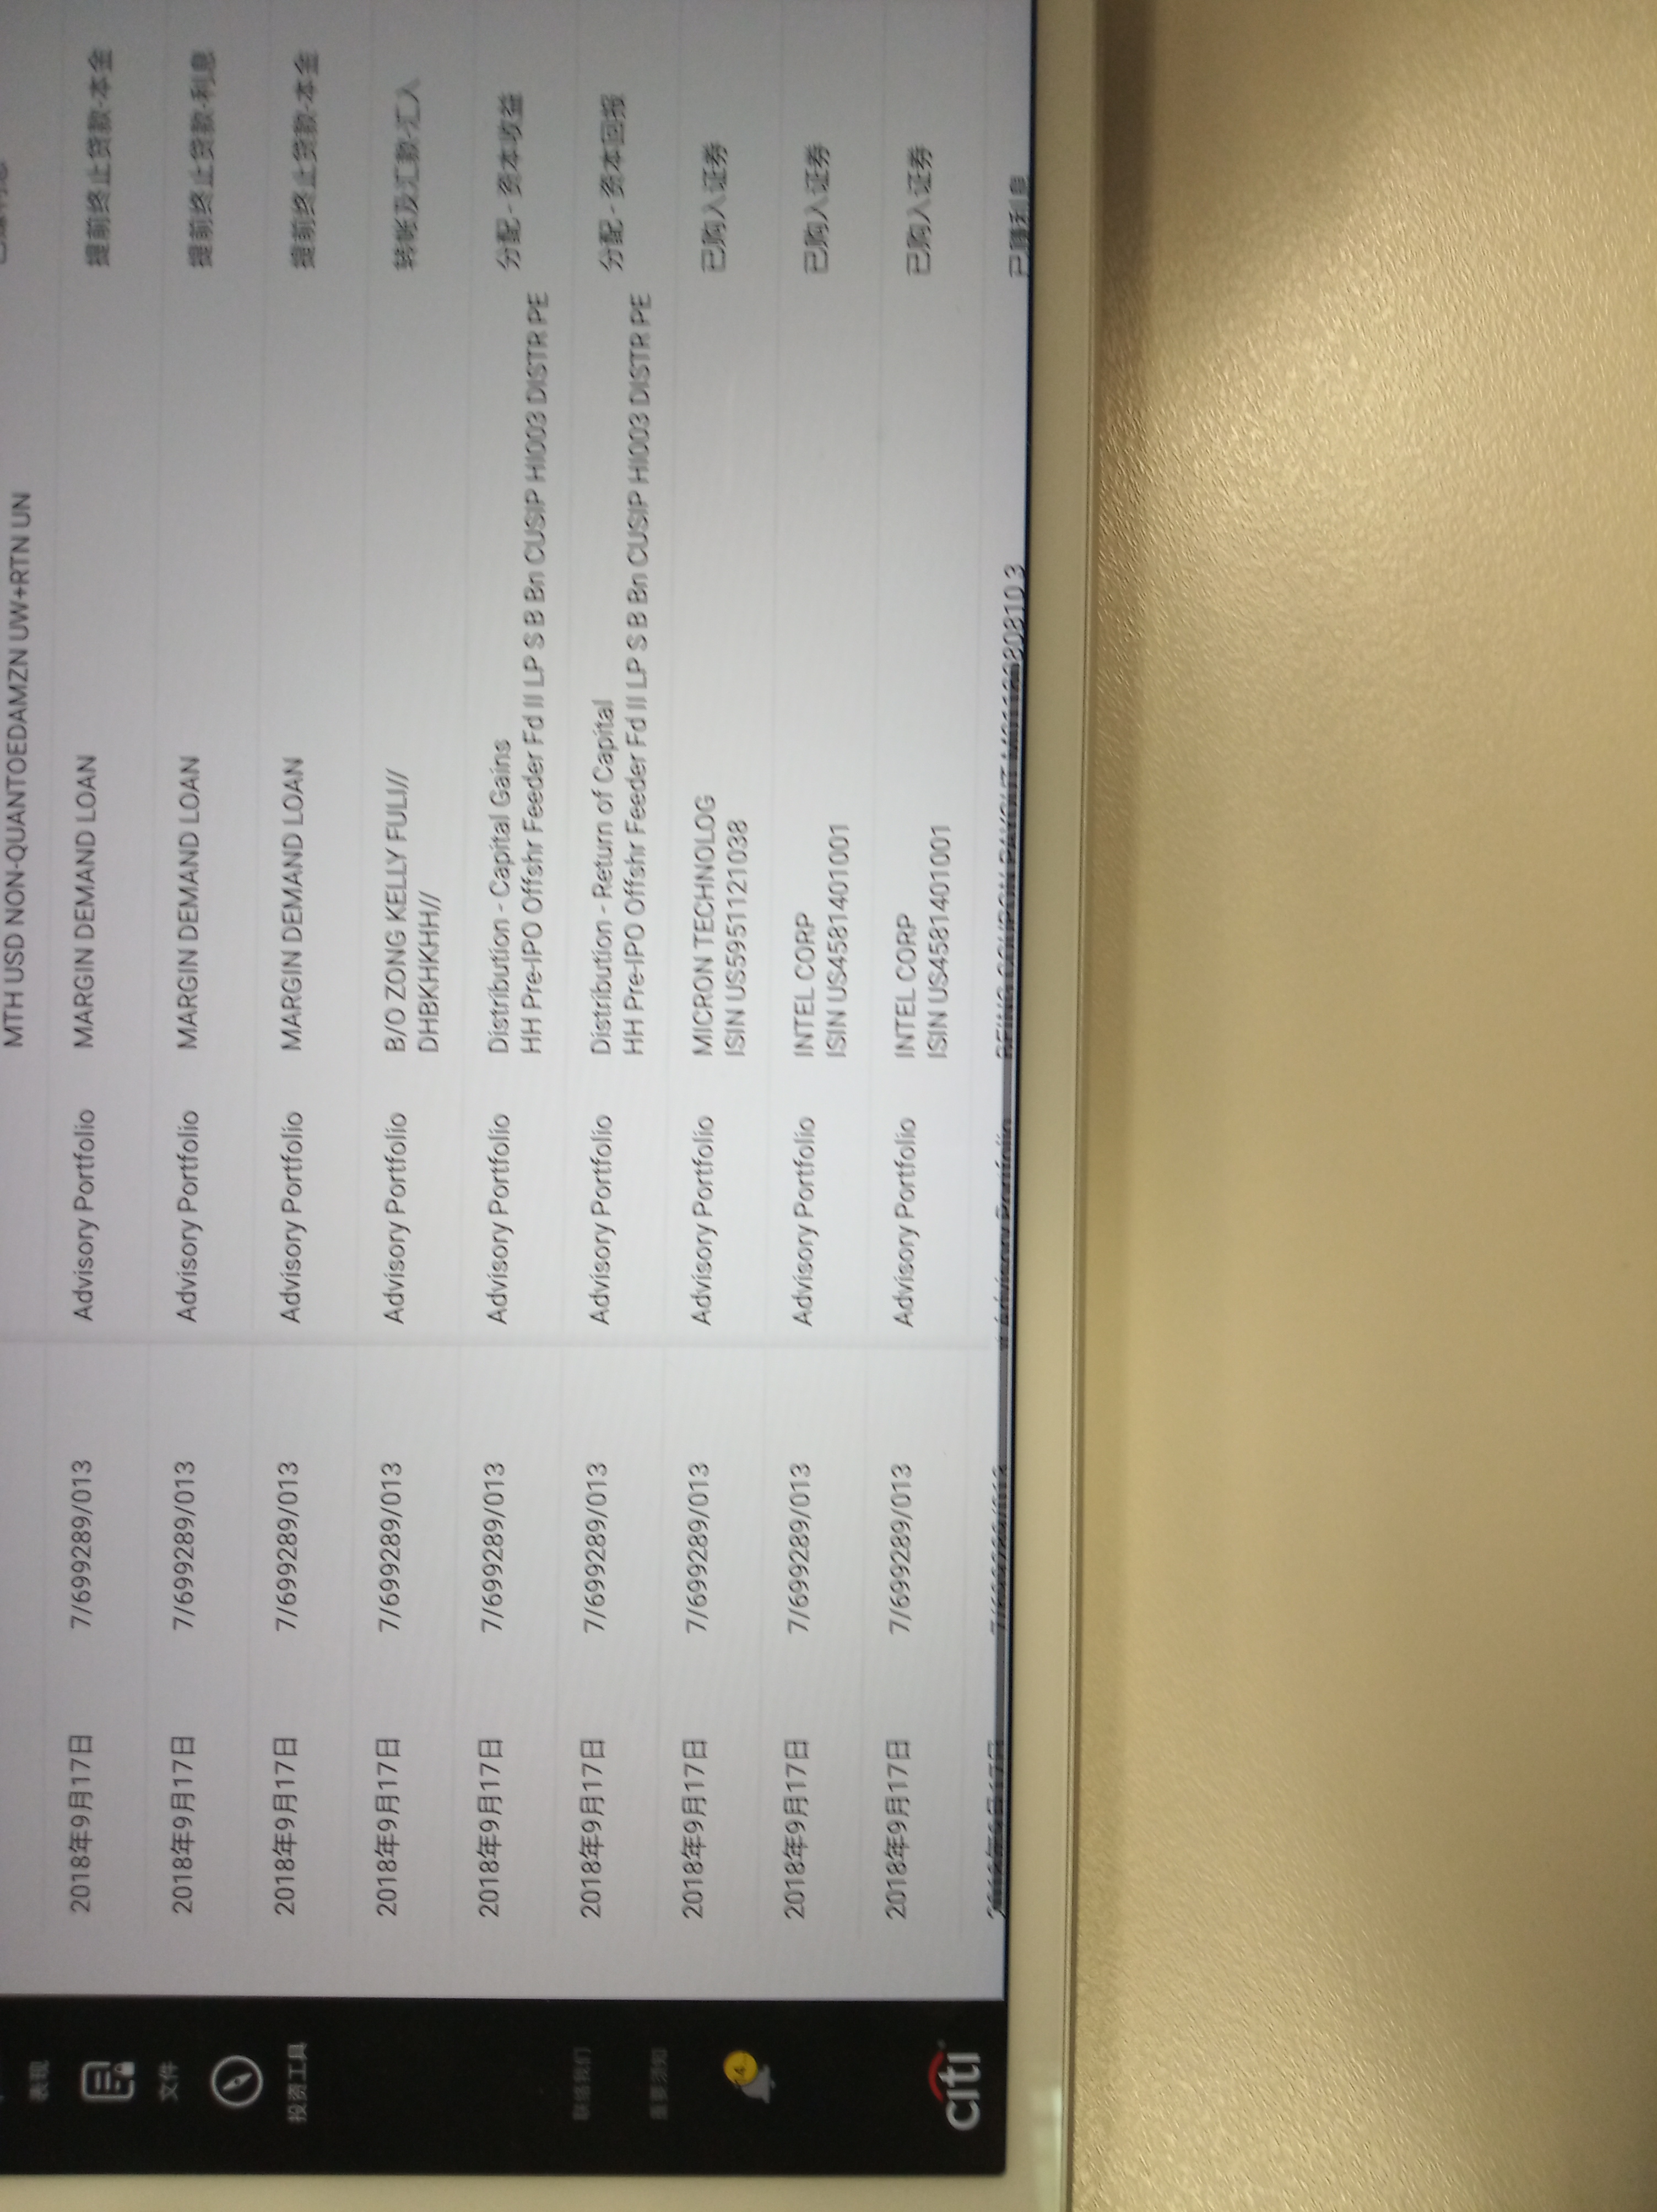 MTH USD NON-QUANTOEDAMZN UW+RTN UN
2018年9月17日 7/699289/013 Advisory Portfolio MARGIN DEMAND LOAN 提前终止贷款-本金
2018年9月17日 7/699289/013 Advisory Portfolio MARGIN DEMAND LOAN 提前终止贷款-利息
2018年9月17日 7/699289/013 Advisory Portfolio MARGIN DEMAND LOAN 提前终止贷款-本金
2018年9月17日 7/699289/013 Advisory Portfolio B/O ZONG KELLY FULI// 转帐及汇款-汇入
DHBKHKHH//
2018年9月17日 7/699289/013 Advisory Portfolio Distribution - Capital Gains 分配 - 资本收益
HH Pre-IPO Offshr Feeder Fd II LP S B Bn CUSIP HI003 DISTR PE
2018年9月17日 7/699289/013 Advisory Portfolio Distribution - Return of Capital 分配 - 资本回报
HH Pre-IPO Offshr Feeder Fd II LP S B Bn CUSIP HI003 DISTR PE
2018年9月17日 7/699289/013 Advisory Portfolio MICRON TECHNOLOG 已购入证券
ISIN US5951121038
2018年9月17日 7/699289/013 Advisory Portfolio INTEL CORP 已购入证券
ISIN US4581401001
2018年9月17日 7/699289/013 Advisory Portfolio INTEL CORP 已购入证券
ISIN US4581401001
表现
文件
投资工具
联络我们
重要须知
citi